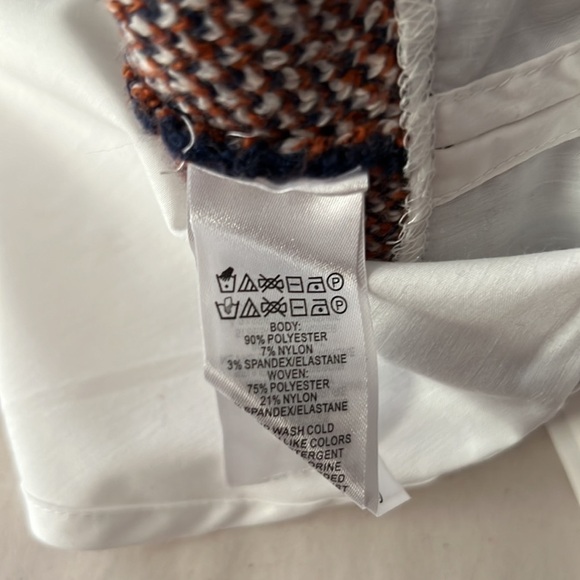 BODY:
90% POLYESTER
7% NYLON
3% SPANDEX/ELASTANE
WOVEN:
75% POLYESTER
21% NYLON
SPANDEX/ELASTANE
WASH COLD
LIKE COLORS